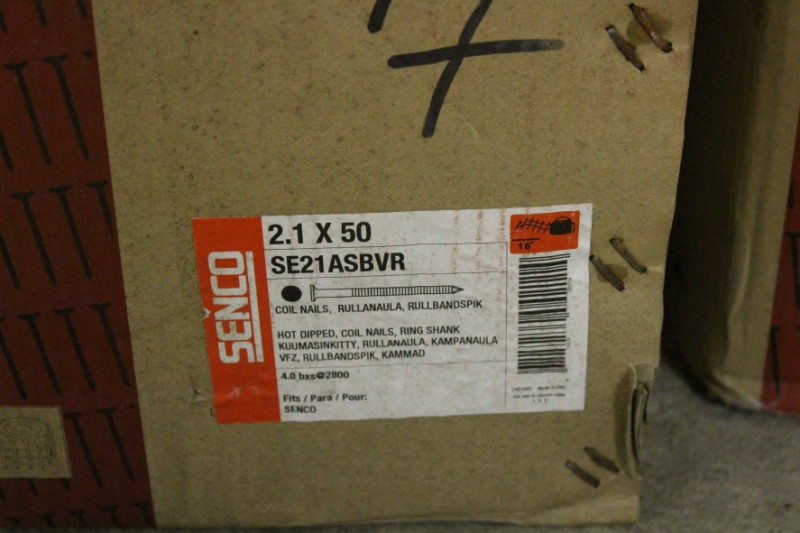 SENCO
2.1 X 50
SE21ASBVR
16°
COIL NAILS, RULLANAULA, RULLBANDSPIK
HOT DIPPED, COIL NAILS, RING SHANK
KUUMASINKITTY, RULLANAULA, KAMPANAULA
VFZ, RULLBANDSPIK, KAMMAD
4.0 bxs@2800
Fits / Para / Pour:
SENCO